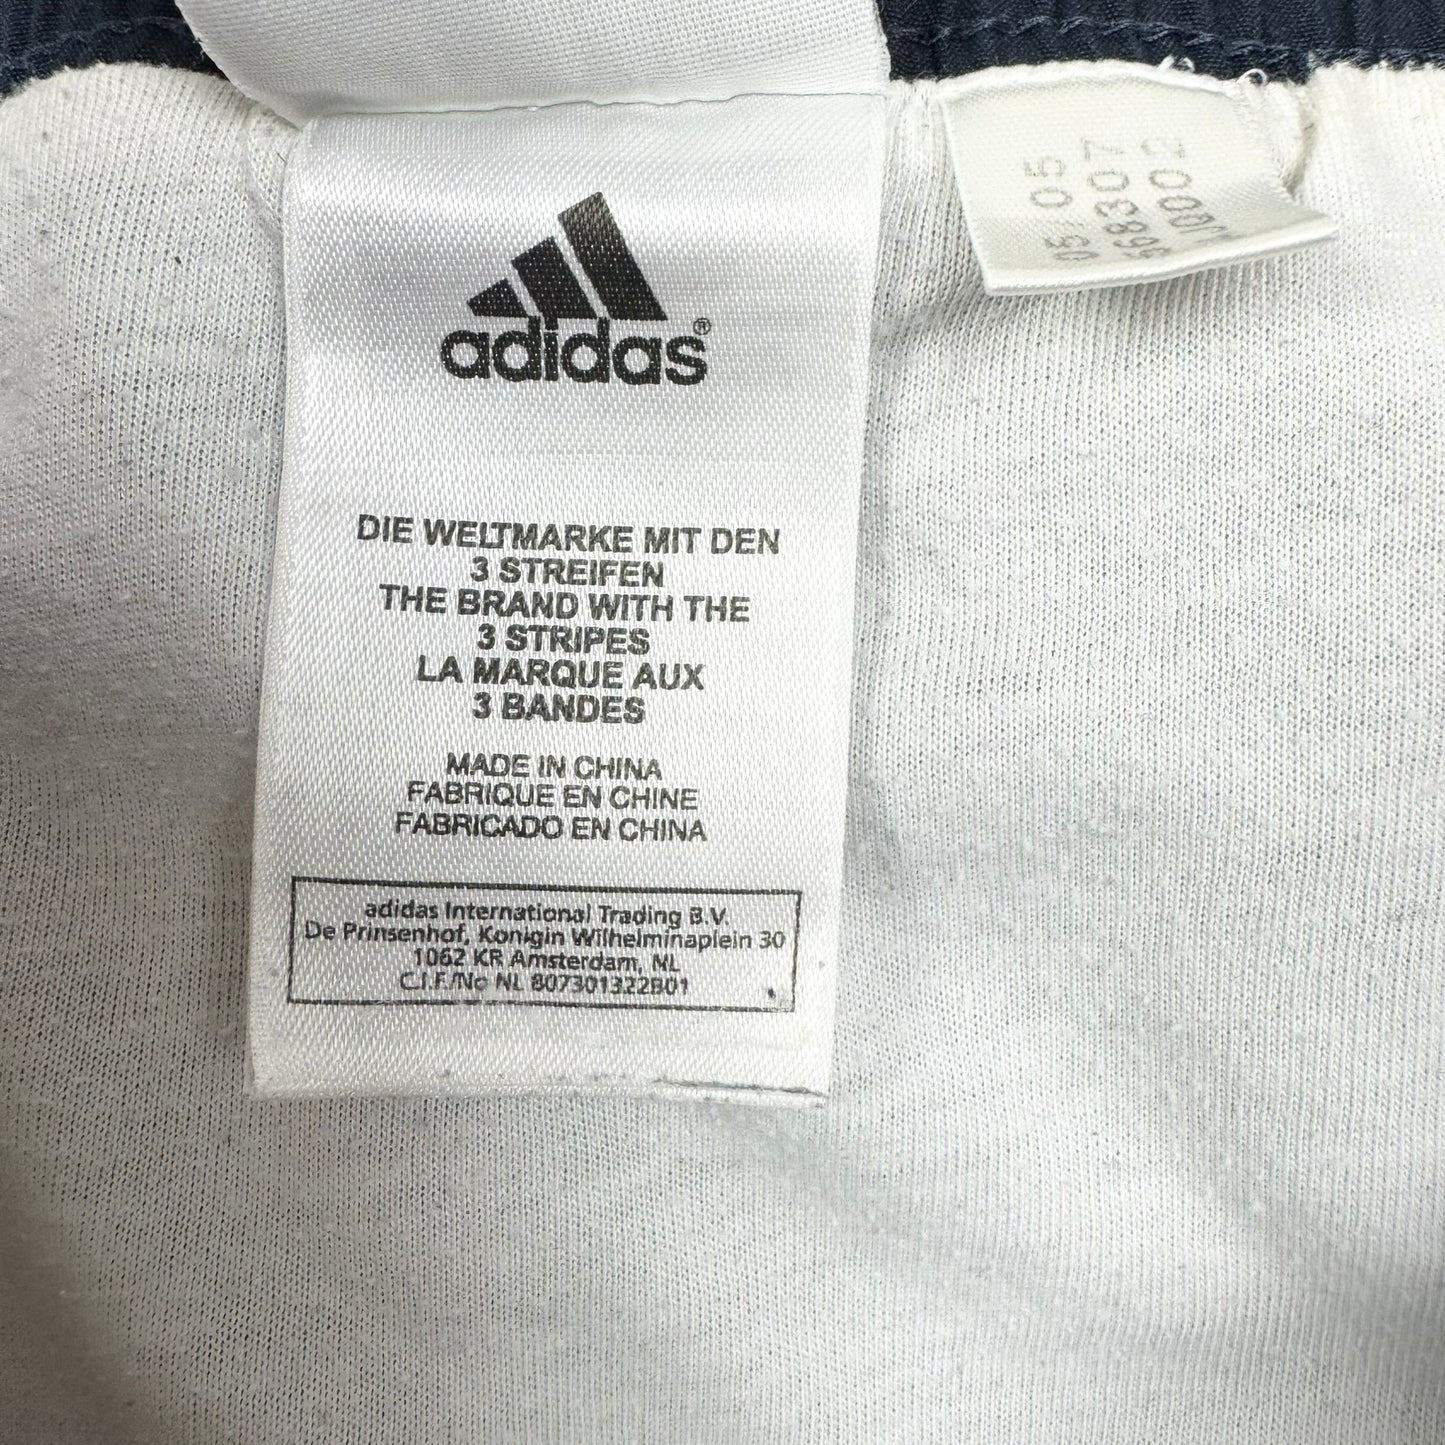 adidas®
DIE WELTMARKE MIT DEN
3 STREIFEN
THE BRAND WITH THE
3 STRIPES
LA MARQUE AUX
3 BANDES
MADE IN CHINA
FABRIQUE EN CHINE
FABRICADO EN CHINA
adidas International Trading B.V.
De Prinsenhof, Konigin Wilhelminaplein 30
1062 KR Amsterdam, NL
C.I.F./No NL 807301322B01
05.05